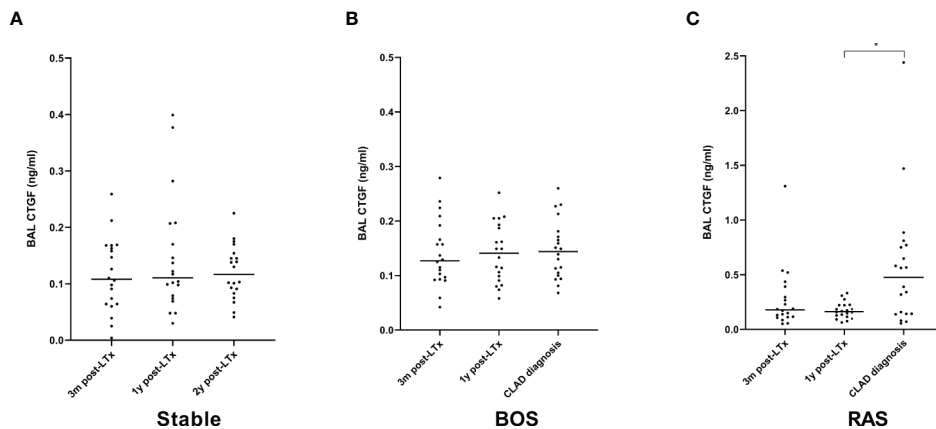 A
BAL CTGF (ng/ml)
0.5
0.4
0.3
0.2
0.1
0.0
3m post-LTx
1y post-LTx
2y post-LTx
Stable
B
BAL CTGF (ng/ml)
0.5
0.4
0.3
0.2
0.1
0.0
3m post-LTx
1y post-LTx
CLAD diagnosis
BOS
C
BAL CTGF (ng/ml)
2.5
2.0
1.5
1.0
0.5
0.0
*
3m post-LTx
1y post-LTx
CLAD diagnosis
RAS